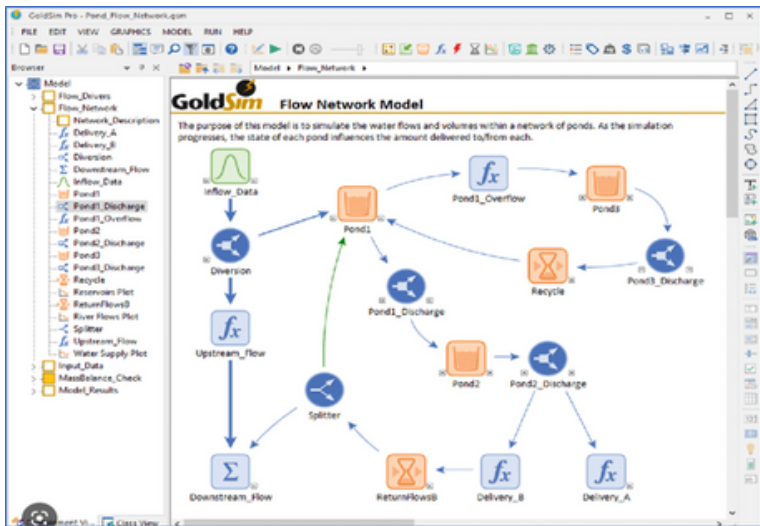 GoldSim Pro - Pond_Flow_Network.gsm
FILE EDIT VIEW GRAPHICS MODEL RUN HELP
Browser
Model
Flow_Drivers
Flow_Network
Network_Description
Delivery_A
Delivery_B
Diversion
Downstream_Flow
Inflow_Data
Pond1
Pond1_Discharge
Pond1_Overflow
Pond2
Pond2_Discharge
Pond3
Pond3_Discharge
Recycle
Reservoirs Plot
ReturnFlowsB
River Flows Plot
Splitter
Upstream_Flow
Water Supply Plot
Input_Data
MassBalance_Check
Model_Results
Class View
Model Flow_Network
GoldSim Flow Network Model
The purpose of this model is to simulate the water flows and volumes within a network of ponds. As the simulation
progresses, the state of each pond influences the amount delivered to/from each.
Inflow_Data
fx
Pond1_Overflow
Pond3
Pond1
Diversion
Recycle
Pond3_Discharge
Pond1_Discharge
fx
Upstream_Flow
Pond2
Pond2_Discharge
Splitter
Σ
Downstream_Flow
ReturnFlowsB
fx
Delivery_B
fx
Delivery_A